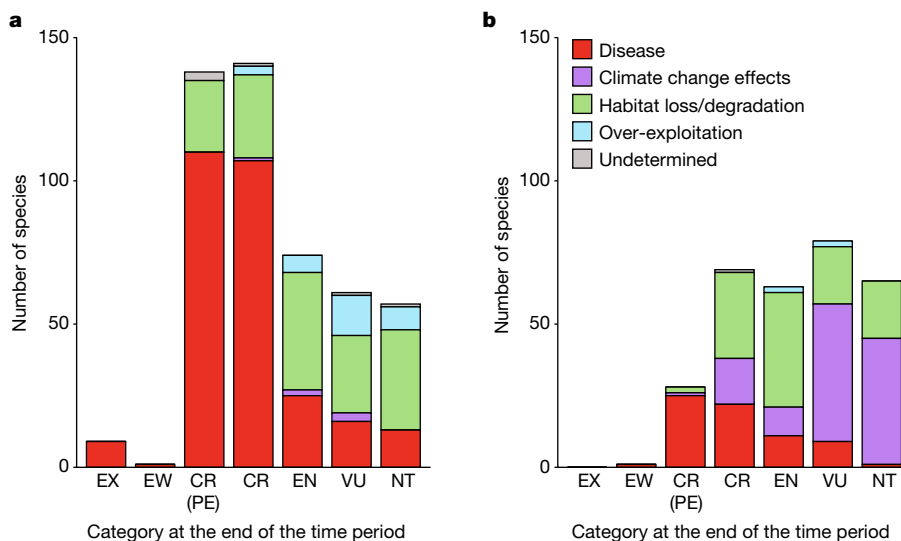 a
150
100
50
0
Number of species
EX
EW
CR
(PE)
CR
EN
VU
NT
Category at the end of the time period
b
150
100
50
0
Number of species
Disease
Climate change effects
Habitat loss/degradation
Over-exploitation
Undetermined
EX
EW
CR
(PE)
CR
EN
VU
NT
Category at the end of the time period